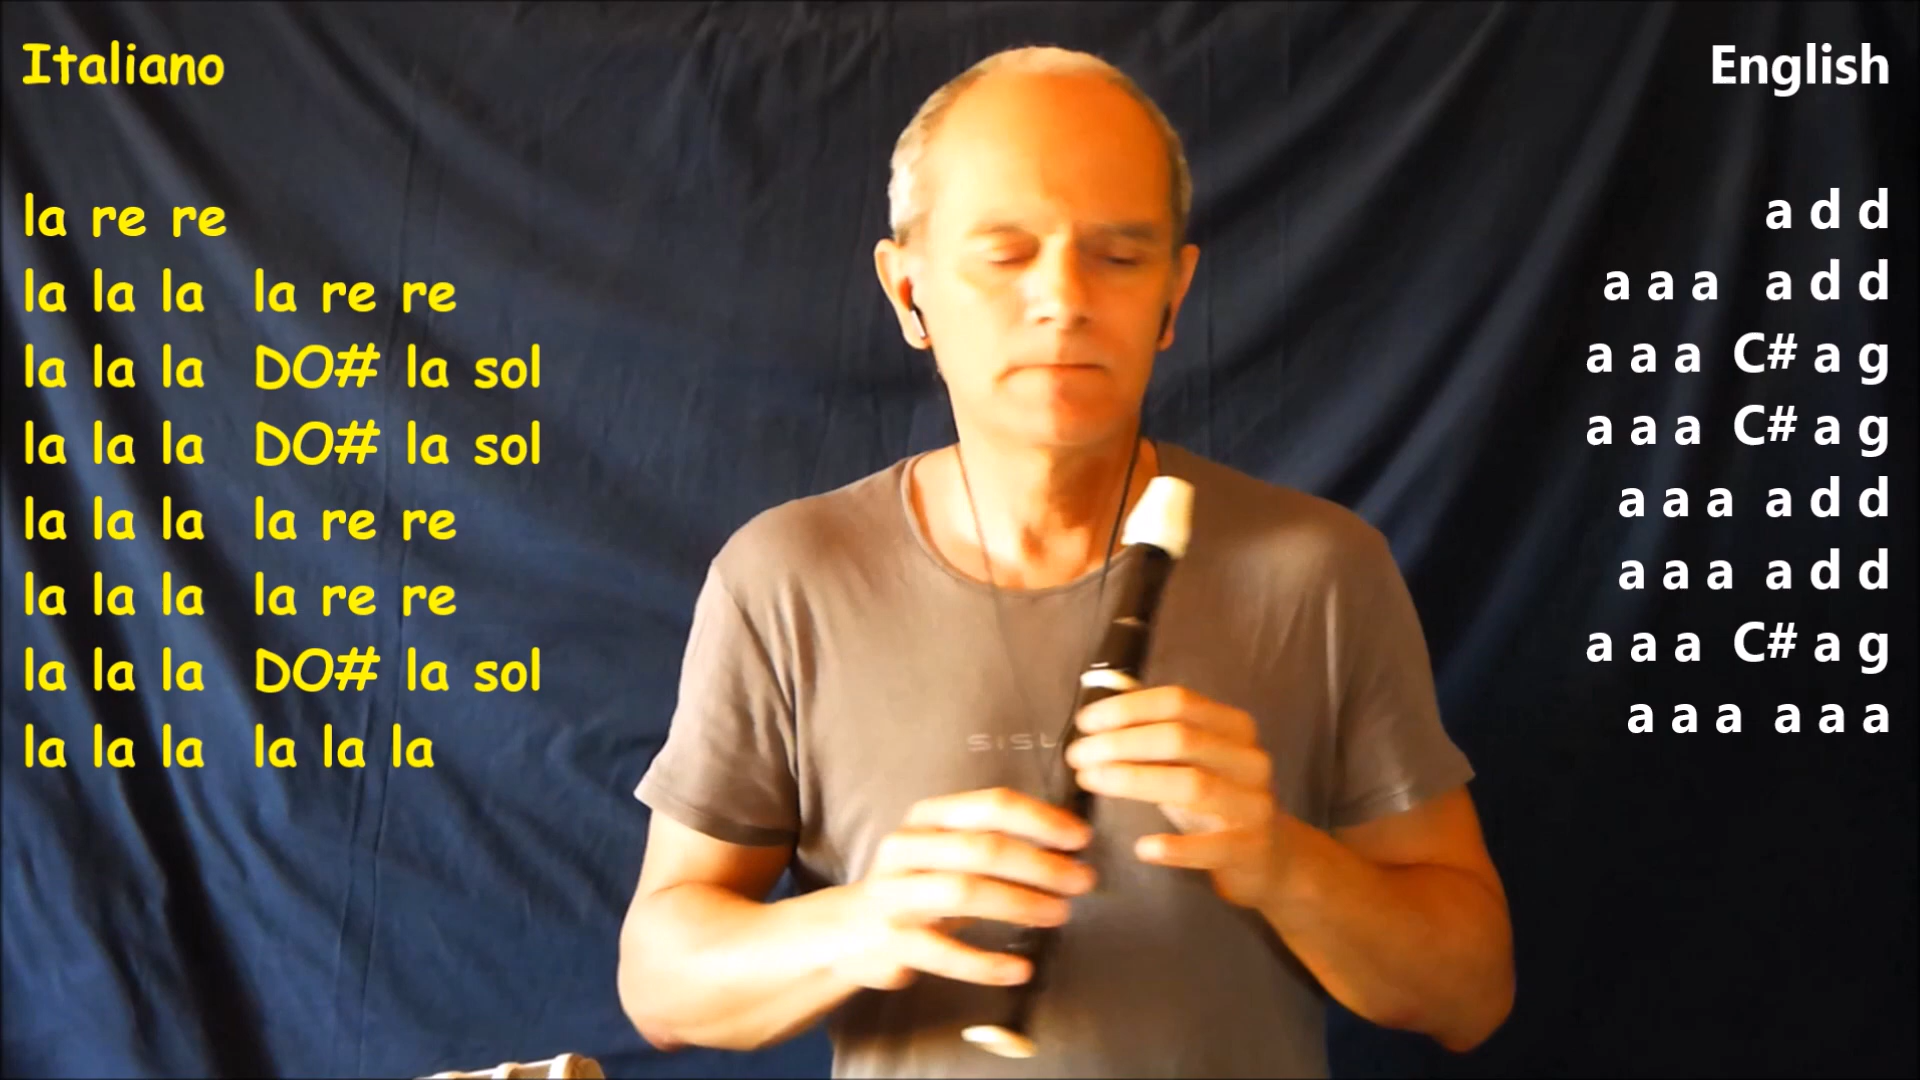 Italiano
la re re
la la la la re re
la la la DO# la sol
la la la DO# la sol
la la la la re re
la la la la re re
la la la DO# la sol
la la la la la la
English
a d d
a a a a d d
a a a C# a g
a a a C# a g
a a a a d d
a a a a d d
a a a C# a g
a a a a a a